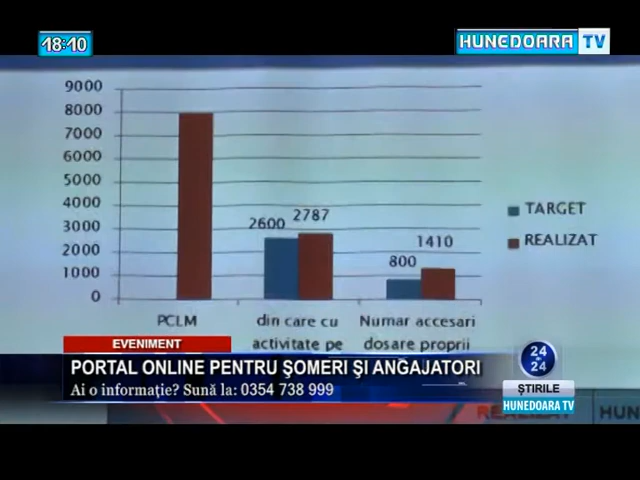 18:10
HUNEDOARA TV
9000
8000
7000
6000
5000
4000
3000
2000
1000
0
2600
2787
800
1410
TARGET
REALIZAT
PCLM
din care cu
activitate pe
Numar accesari
dosare proprii
EVENIMENT
PORTAL ONLINE PENTRU ŞOMERI ŞI ANGAJATORI
Ai o informaţie? Sună la: 0354 738 999
24
24
ŞTIRILE
HUNEDOARA TV
REALIZAT
HUN